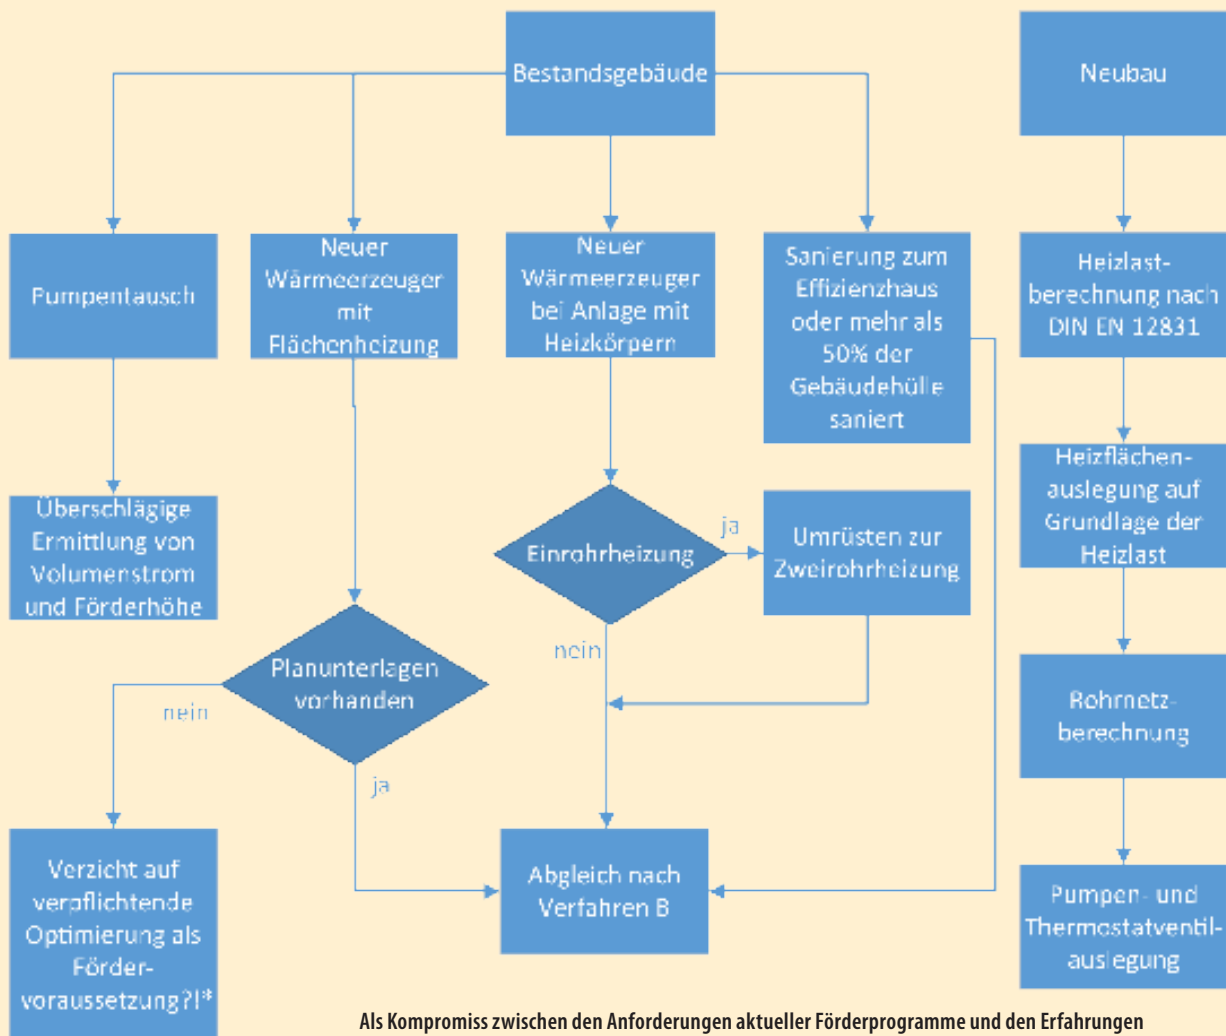 Bestandsgebäude
Neubau
Pumpentausch
Neuer
Wärmeerzeuger
mit
Flächenheizung
Neuer
Wärmeerzeuger
bei Anlage mit
Heizkörpern
Sanierung zum
Effizienzhaus
oder mehr als
50% der
Gebäudehülle
saniert
Heizlast-
berechnung nach
DIN EN 12831
Überschlägige
Ermittlung von
Volumenstrom
und Förderhöhe
Einrohrheizung
ja
Umrüsten zur
Zweirohrheizung
Heizflächen-
auslegung auf
Grundlage der
Heizlast
nein
Planunterlagen
vorhanden
nein
ja
Rohrnetz-
berechnung
Verzicht auf
verpflichtende
Optimierung als
Förder-
voraussetzung?!*
Abgleich nach
Verfahren B
Pumpen- und
Thermostatventil-
auslegung
Als Kompromiss zwischen den Anforderungen aktueller Förderprogramme und den Erfahrungen